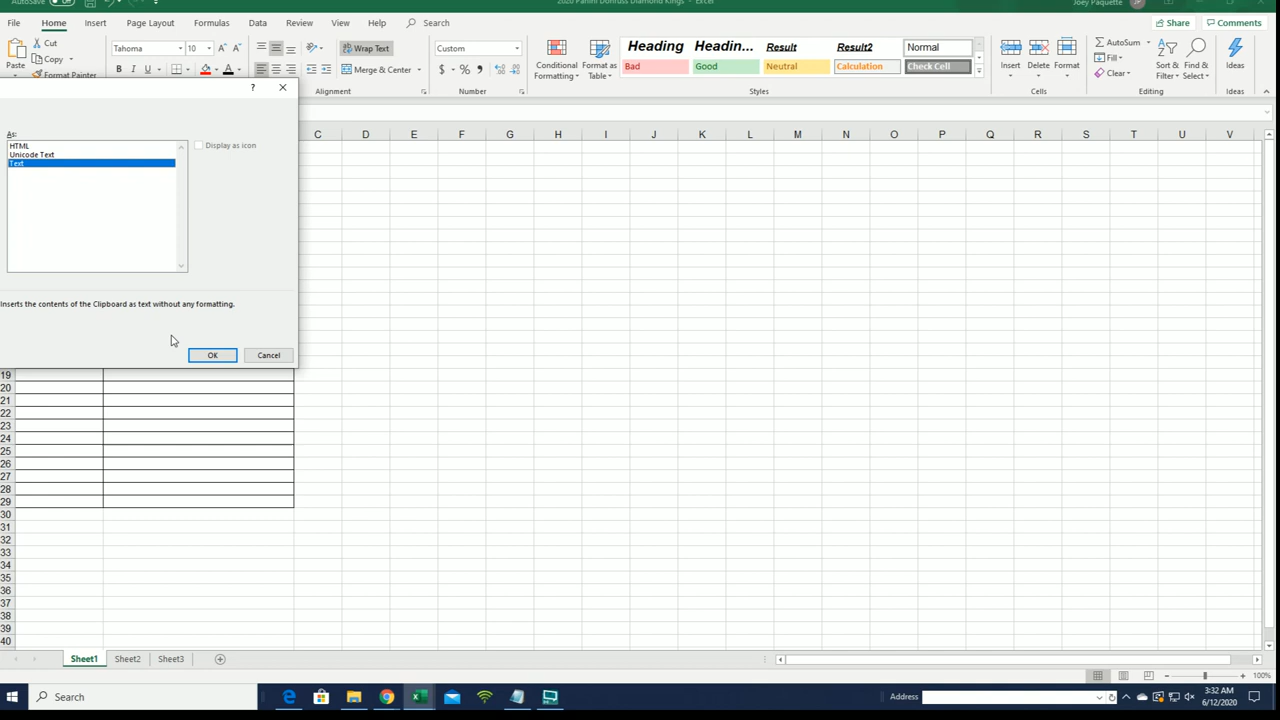 AutoSave
2020 Panini Donruss Diamond Kings - Excel
Joey Paquette
JP
File Home Insert Page Layout Formulas Data Review View Help Search
Share Comments
Paste
Cut
Copy
Format Painter
Tahoma 10
B I U
Wrap Text
Merge & Center
Alignment
Custom
$ % ,
Number
Conditional Formatting
Format as Table
Heading Headin... Result Result2 Normal
Bad Good Neutral Calculation Check Cell
Styles
Insert Delete Format
Cells
AutoSum
Fill
Clear
Sort & Filter
Find & Select
Editing
Ideas
Ideas
? ×
As:
HTML
Unicode Text
Text
Display as icon
Inserts the contents of the Clipboard as text without any formatting.
OK Cancel
C D E F G H I J K L M N O P Q R S T U V
19
20
21
22
23
24
25
26
27
28
29
30
31
32
33
34
35
36
37
38
39
40
Sheet1 Sheet2 Sheet3
100%
Search
Address
3:32 AM
6/12/2020